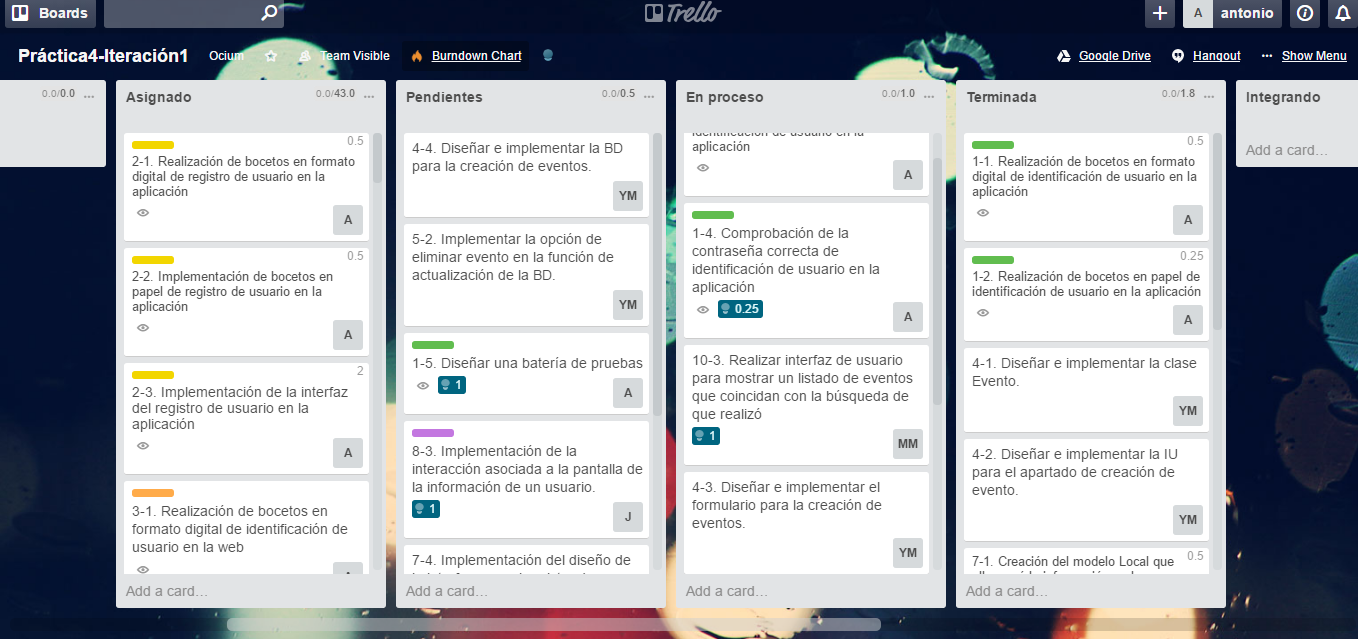 Boards
Trello
+
A antonio
Práctica4-Iteración1
Ocium
Team Visible
Burndown Chart
Google Drive
Hangout
··· Show Menu
0.0/0.0 ···
Asignado
0.0/43.0 ···
0.5
2-1. Realización de bocetos en formato
digital de registro de usuario en la
aplicación
A
0.5
2-2. Implementación de bocetos en
papel de registro de usuario en la
aplicación
A
2
2-3. Implementación de la interfaz
del registro de usuario en la
aplicación
A
3-1. Realización de bocetos en
formato digital de identificación de
usuario en la web
Add a card...
Pendientes
0.0/0.5 ···
4-4. Diseñar e implementar la BD
para la creación de eventos.
YM
5-2. Implementar la opción de
eliminar evento en la función de
actualización de la BD.
YM
1-5. Diseñar una batería de pruebas
1
A
8-3. Implementación de la
interacción asociada a la pantalla de
la información de un usuario.
1
J
7-4. Implementación del diseño de
Add a card...
En proceso
0.0/1.0 ···
identificación de usuario en la
aplicación
A
1-4. Comprobación de la
contraseña correcta de
identificación de usuario en la
aplicación
0.25
A
10-3. Realizar interfaz de usuario
para mostrar un listado de eventos
que coincidan con la búsqueda de
que realizó
1
MM
4-3. Diseñar e implementar el
formulario para la creación de
eventos.
YM
Add a card...
Terminada
0.0/1.8 ···
0.5
1-1. Realización de bocetos en formato
digital de identificación de usuario en la
aplicación
A
0.25
1-2. Realización de bocetos en papel de
identificación de usuario en la aplicación
A
4-1. Diseñar e implementar la clase
Evento.
YM
4-2. Diseñar e implementar la IU
para el apartado de creación de
evento.
YM
0.5
7-1. Creación del modelo Local que
Add a card...
Integrando
Add a card...